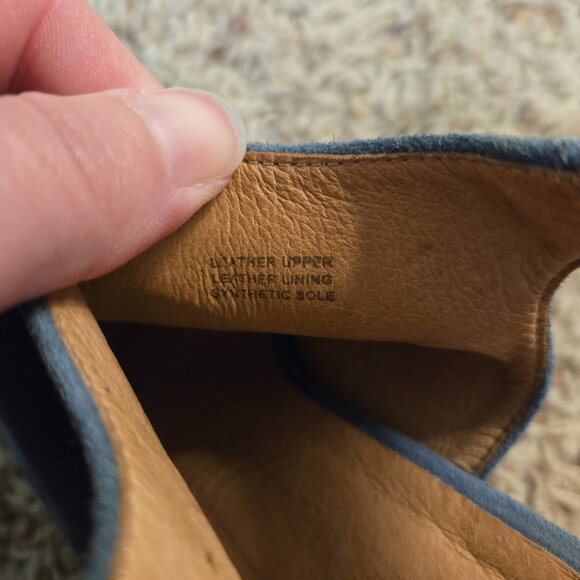 LEATHER UPPER
LEATHER LINING
SYNTHETIC SOLE